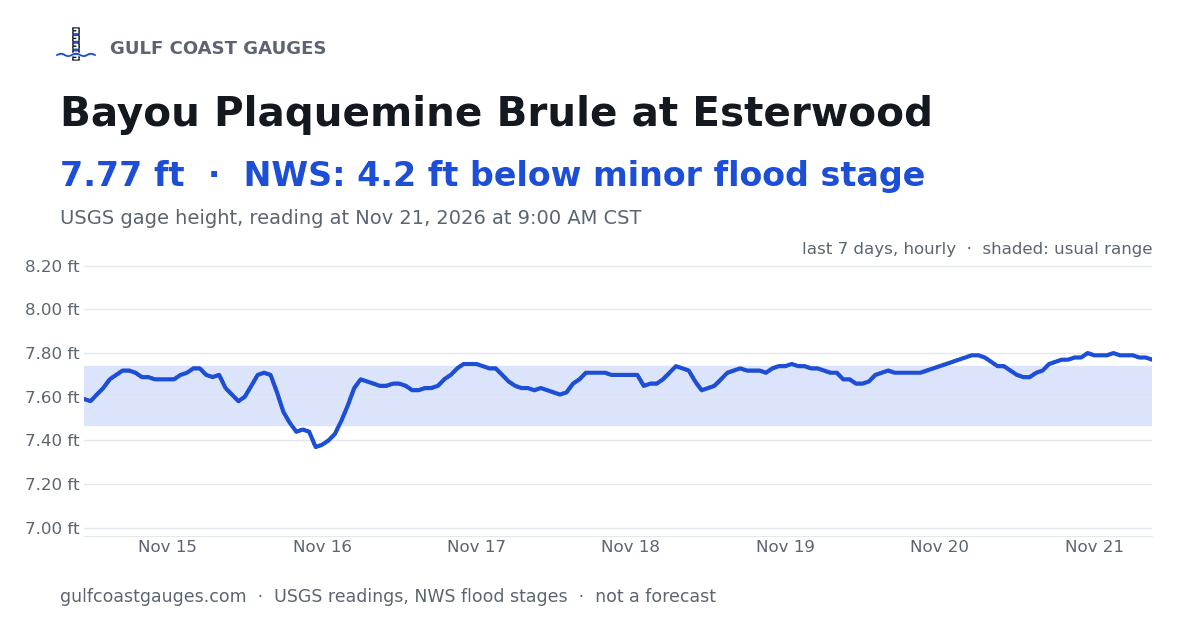 GULF COAST GAUGES
Bayou Plaquemine Brule at Esterwood
7.77 ft · NWS: 4.2 ft below minor flood stage
USGS gage height, reading at Nov 21, 2026 at 9:00 AM CST
last 7 days, hourly · shaded: usual range
8.20 ft
8.00 ft
7.80 ft
7.60 ft
7.40 ft
7.20 ft
7.00 ft
Nov 15 Nov 16 Nov 17 Nov 18 Nov 19 Nov 20 Nov 21
gulfcoastgauges.com · USGS readings, NWS flood stages · not a forecast